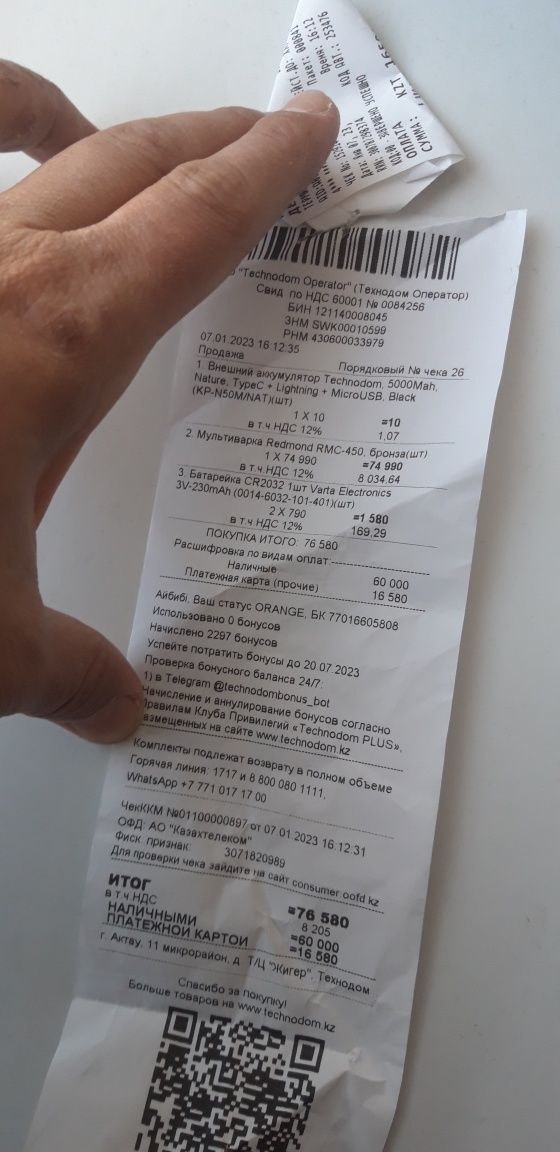 Время: 16:12
КОД АВТ.: 253476
ОПЛАТА
СУММА: KZT
"Technodom Operator" (Технодом Оператор)
Свид по НДС 60001 № 0084256
БИН 121140008045
ЗНМ SWK00010599
РНМ 430600033979
07.01.2023 16:12:35
Продажа Порядковый № чека 26
1. Внешний аккумулятор Technodom, 5000Mah,
Nature, TypeC + Lightning + MicroUSB, Black
(KP-N50M/NAT)(шт)
1 X 10 =10
в т.ч НДС 12% 1,07
2. Мультиварка Redmond RMC-450, бронза(шт)
1 X 74 990 =74 990
в т.ч НДС 12% 8 034,64
3. Батарейка CR2032 1шт Varta Electronics
3V-230mAh (0014-6032-101-401)(шт)
2 X 790 =1 580
в т.ч НДС 12% 169,29
ПОКУПКА ИТОГО: 76 580
Расшифровка по видам оплат:
Наличные 60 000
Платежная карта (прочие) 16 580
Айбиби, Ваш статус ORANGE, БК 77016605808
Использовано 0 бонусов
Начислено 2297 бонусов
Успейте потратить бонусы до 20.07.2023
Проверка бонусного баланса 24/7:
1) в Telegram @technodombonus_bot
Начисление и аннулирование бонусов согласно
Правилам Клуба Привилегий «Technodom PLUS»,
размещенных на сайте www.technodom.kz
Комплекты подлежат возврату в полном объеме
Горячая линия: 1717 и 8 800 080 1111,
WhatsApp +7 771 017 17 00
ЧекККМ №01100000897 от 07.01.2023 16:12:31
ОФД: АО "Казахтелеком"
Фиск. признак: 3071820989
Для проверки чека зайдите на сайт consumer.oofd.kz
ИТОГ =76 580
в т.ч НДС 8 205
НАЛИЧНЫМИ =60 000
ПЛАТЕЖНОЙ КАРТОЙ =16 580
г. Актау, 11 микрорайон, д. Т/Ц "Жигер", Технодом
Спасибо за покупку!
Больше товаров на www.technodom.kz